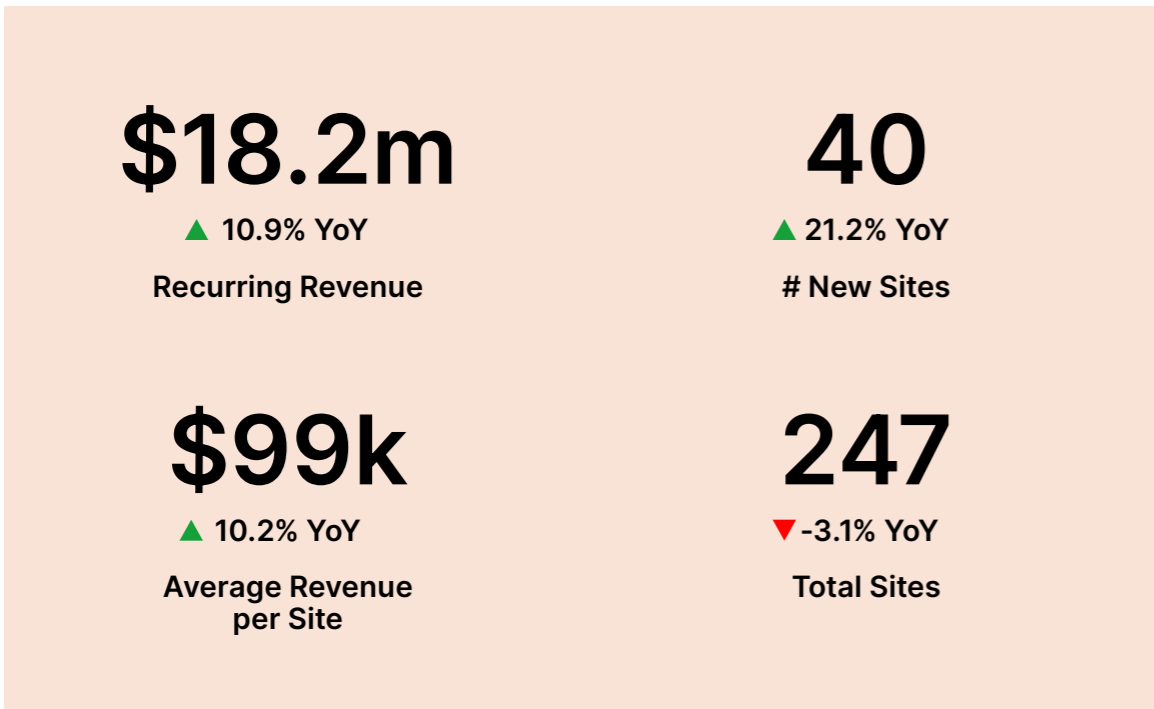 $18.2m
▲ 10.9% YoY
Recurring Revenue
40
▲ 21.2% YoY
# New Sites
$99k
▲ 10.2% YoY
Average Revenue
per Site
247
▼ -3.1% YoY
Total Sites